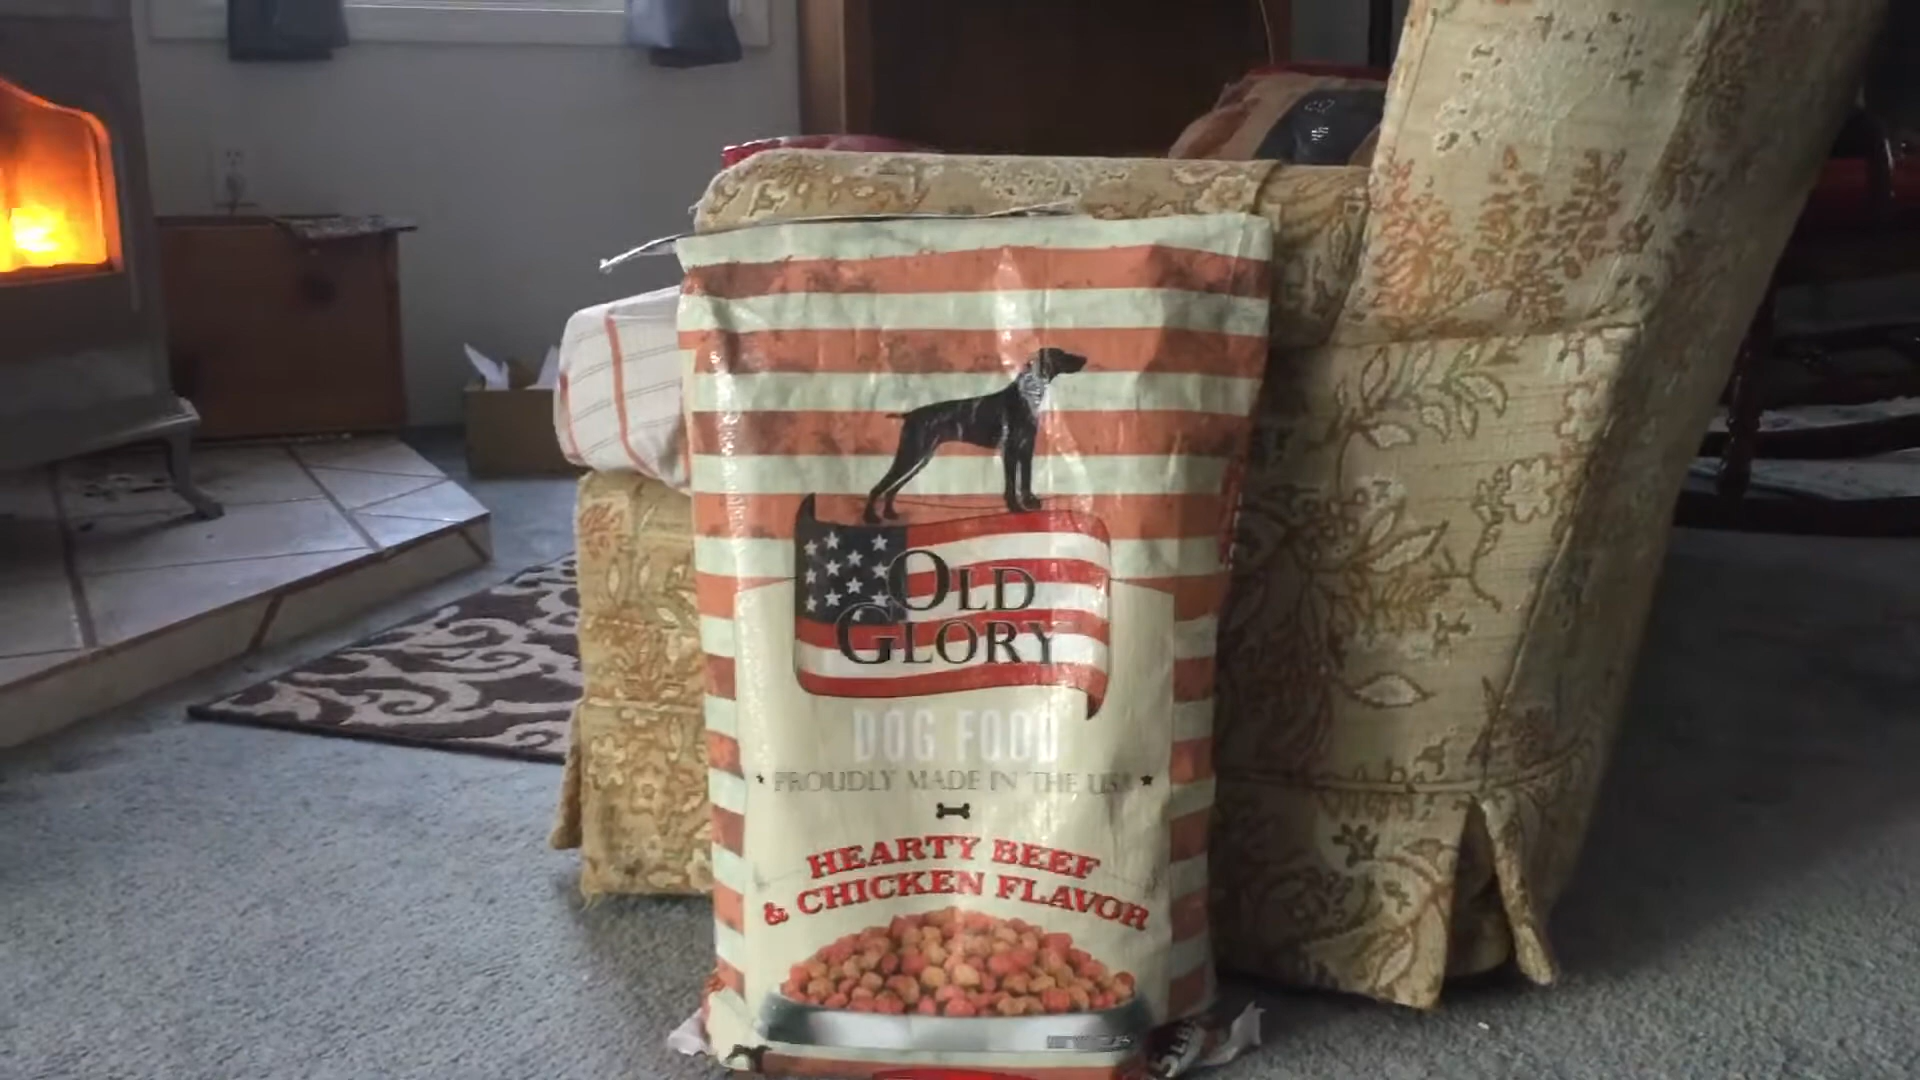 OLD
GLORY
DOG FOOD
PROUDLY MADE IN THE USA
HEARTY BEEF
& CHICKEN FLAVOR